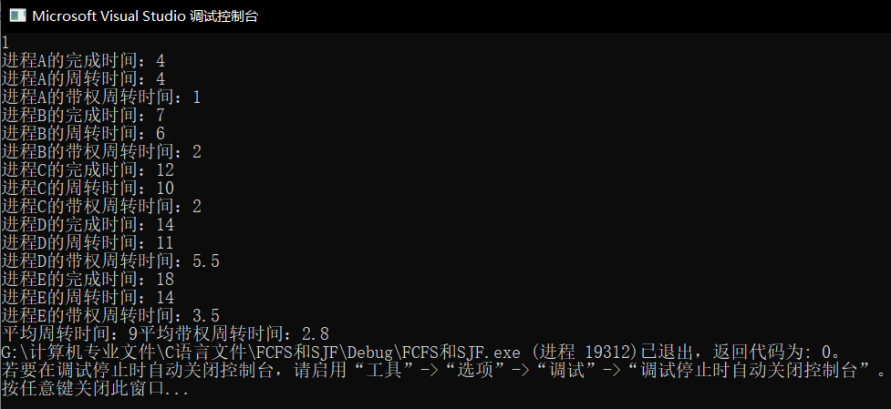 Microsoft Visual Studio 调试控制台
1
进程A的完成时间：4
进程A的周转时间：4
进程A的带权周转时间：1
进程B的完成时间：7
进程B的周转时间：6
进程B的带权周转时间：2
进程C的完成时间：12
进程C的周转时间：10
进程C的带权周转时间：2
进程D的完成时间：14
进程D的周转时间：11
进程D的带权周转时间：5.5
进程E的完成时间：18
进程E的周转时间：14
进程E的带权周转时间：3.5
平均周转时间：9平均带权周转时间：2.8
G:\计算机专业文件\C语言文件\FCFS和SJF\Debug\FCFS和SJF.exe (进程 19312)已退出，返回代码为: 0。
若要在调试停止时自动关闭控制台，请启用“工具”->“选项”->“调试”->“调试停止时自动关闭控制台”。
按任意键关闭此窗口...